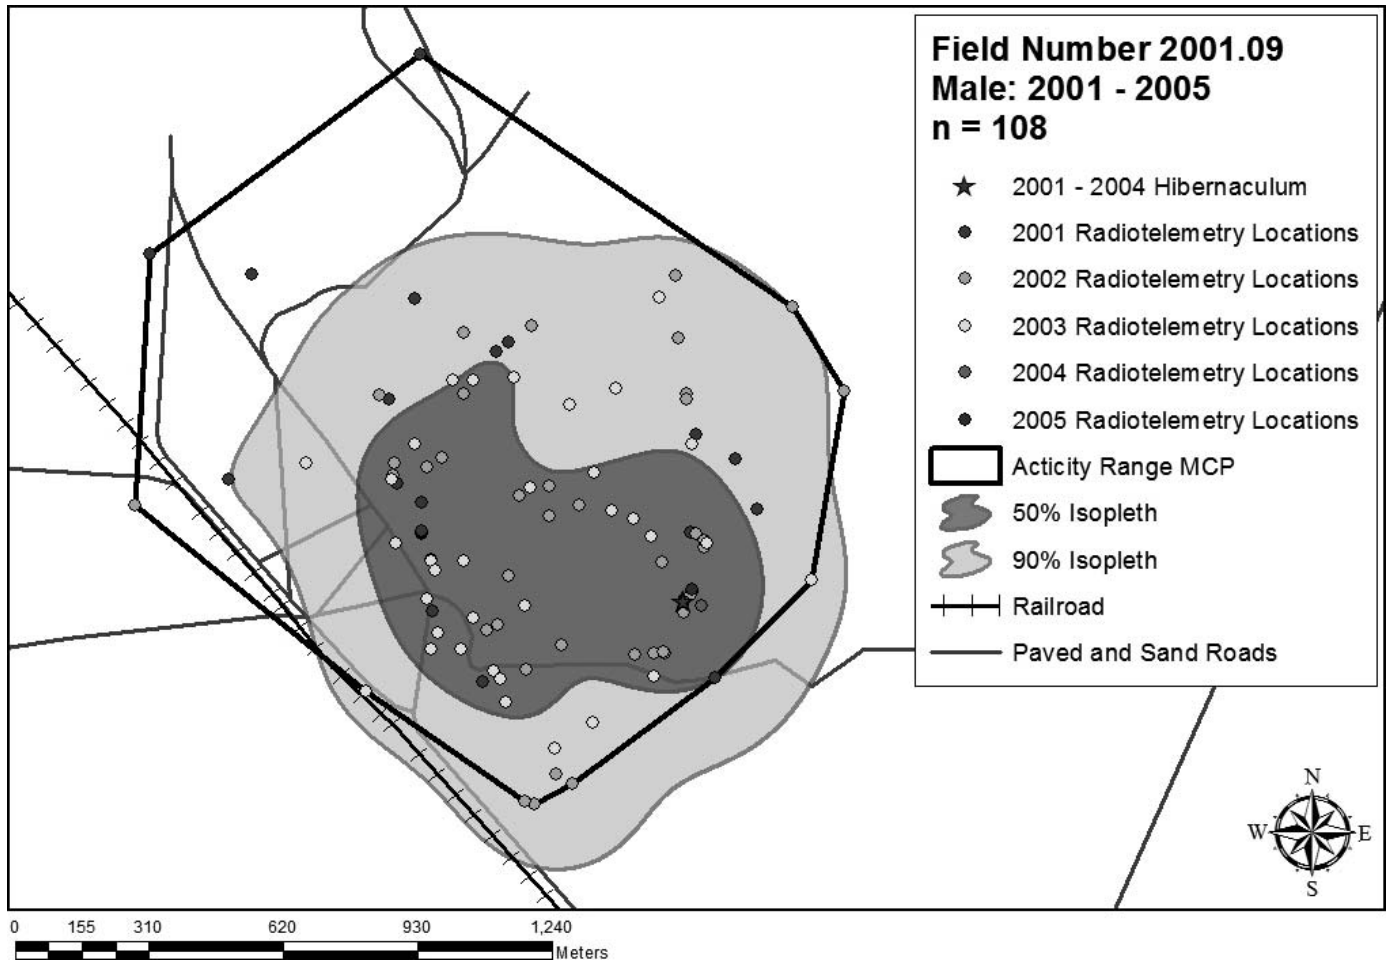 Field Number 2001.09
Male: 2001 - 2005
n = 108
2001 - 2004 Hibernaculum
2001 Radiotelemetry Locations
2002 Radiotelemetry Locations
2003 Radiotelemetry Locations
2004 Radiotelemetry Locations
2005 Radiotelemetry Locations
Acticity Range MCP
50% Isopleth
90% Isopleth
Railroad
Paved and Sand Roads
N
W E
S
0 155 310 620 930 1,240
Meters